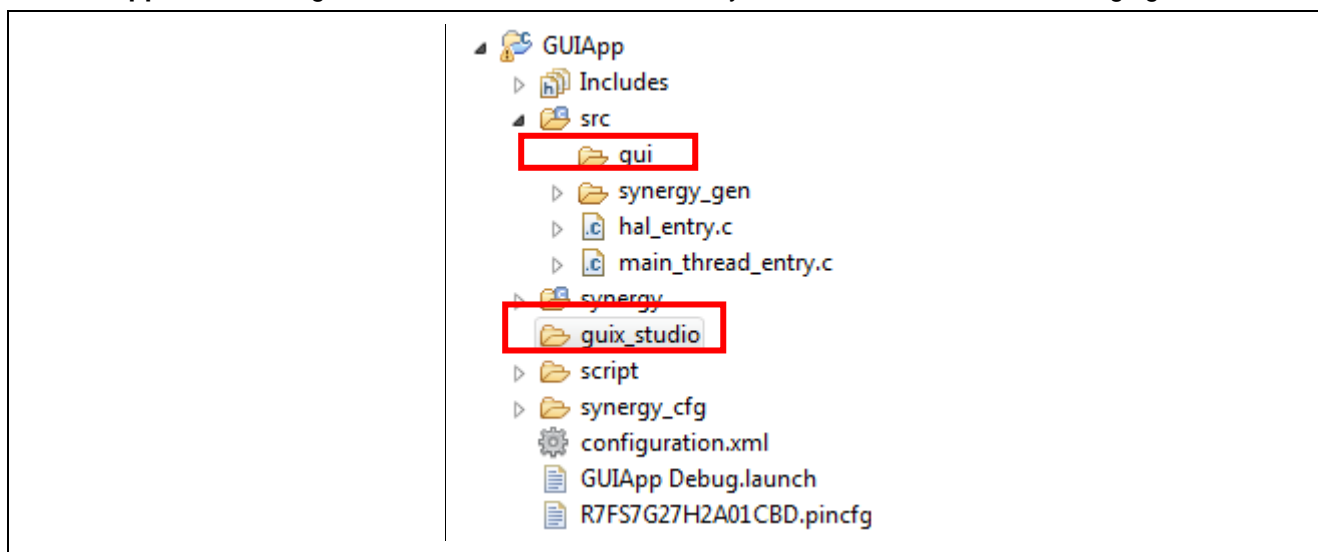 GUIApp
Includes
src
gui
synergy_gen
hal_entry.c
main_thread_entry.c
synergy
guix_studio
script
synergy_cfg
configuration.xml
GUIApp Debug.launch
R7FS7G27H2A01CBD.pincfg